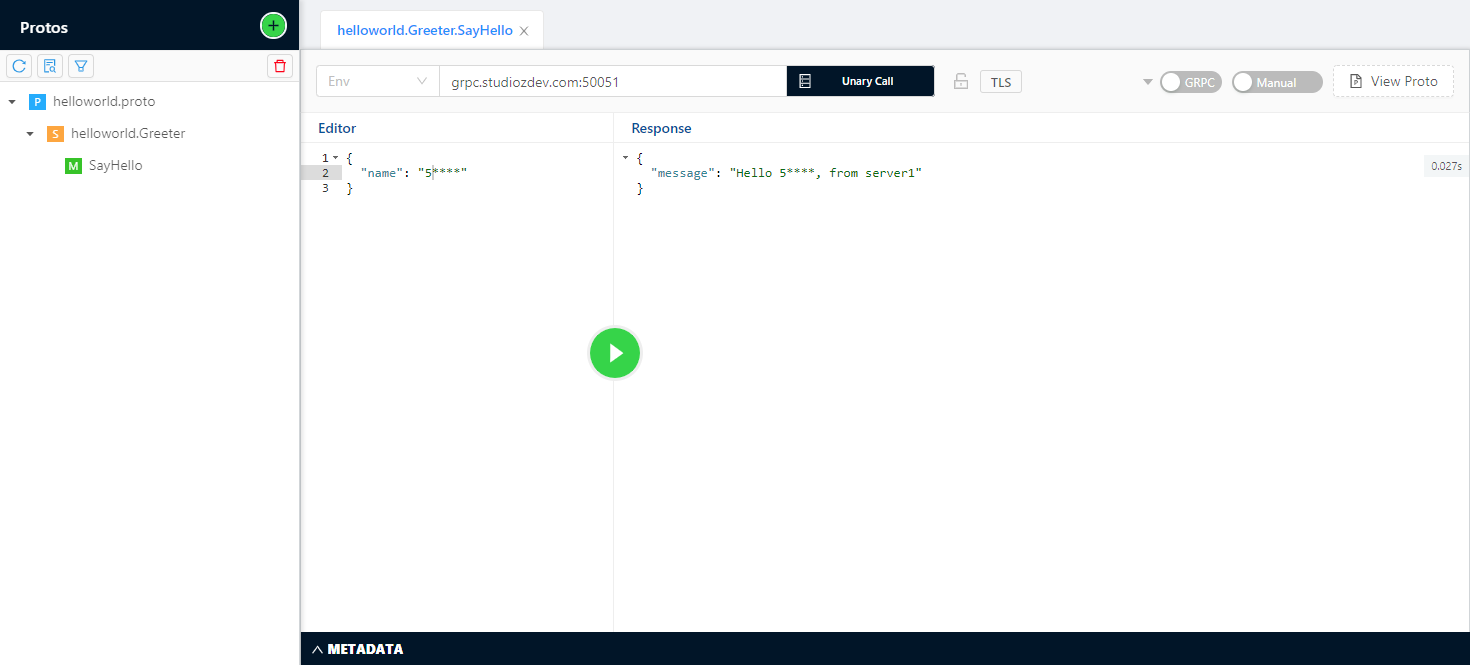 Protos
helloworld.Greeter.SayHello
Env
grpc.studiozdev.com:50051
Unary Call
TLS
GRPC
Manual
View Proto
P helloworld.proto
S helloworld.Greeter
M SayHello
Editor
1 {
2 "name": "5****"
3 }
Response
{
"message": "Hello 5****, from server1"
}
0.027s
METADATA